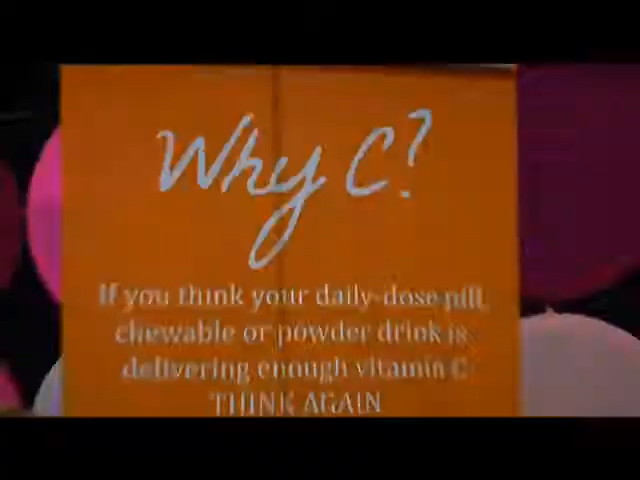 Why C?
If you think your daily-dose pill,
chewable or powder drink is
delivering enough vitamin C
THINK AGAIN